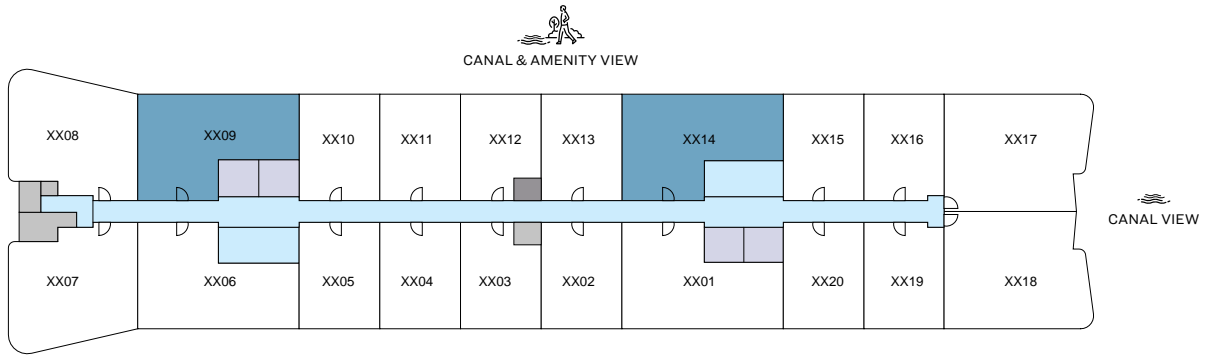 CANAL & AMENITY VIEW
XX08
XX09
XX10
XX11
XX12
XX13
XX14
XX15
XX16
XX17
CANAL VIEW
XX07
XX06
XX05
XX04
XX03
XX02
XX01
XX20
XX19
XX18